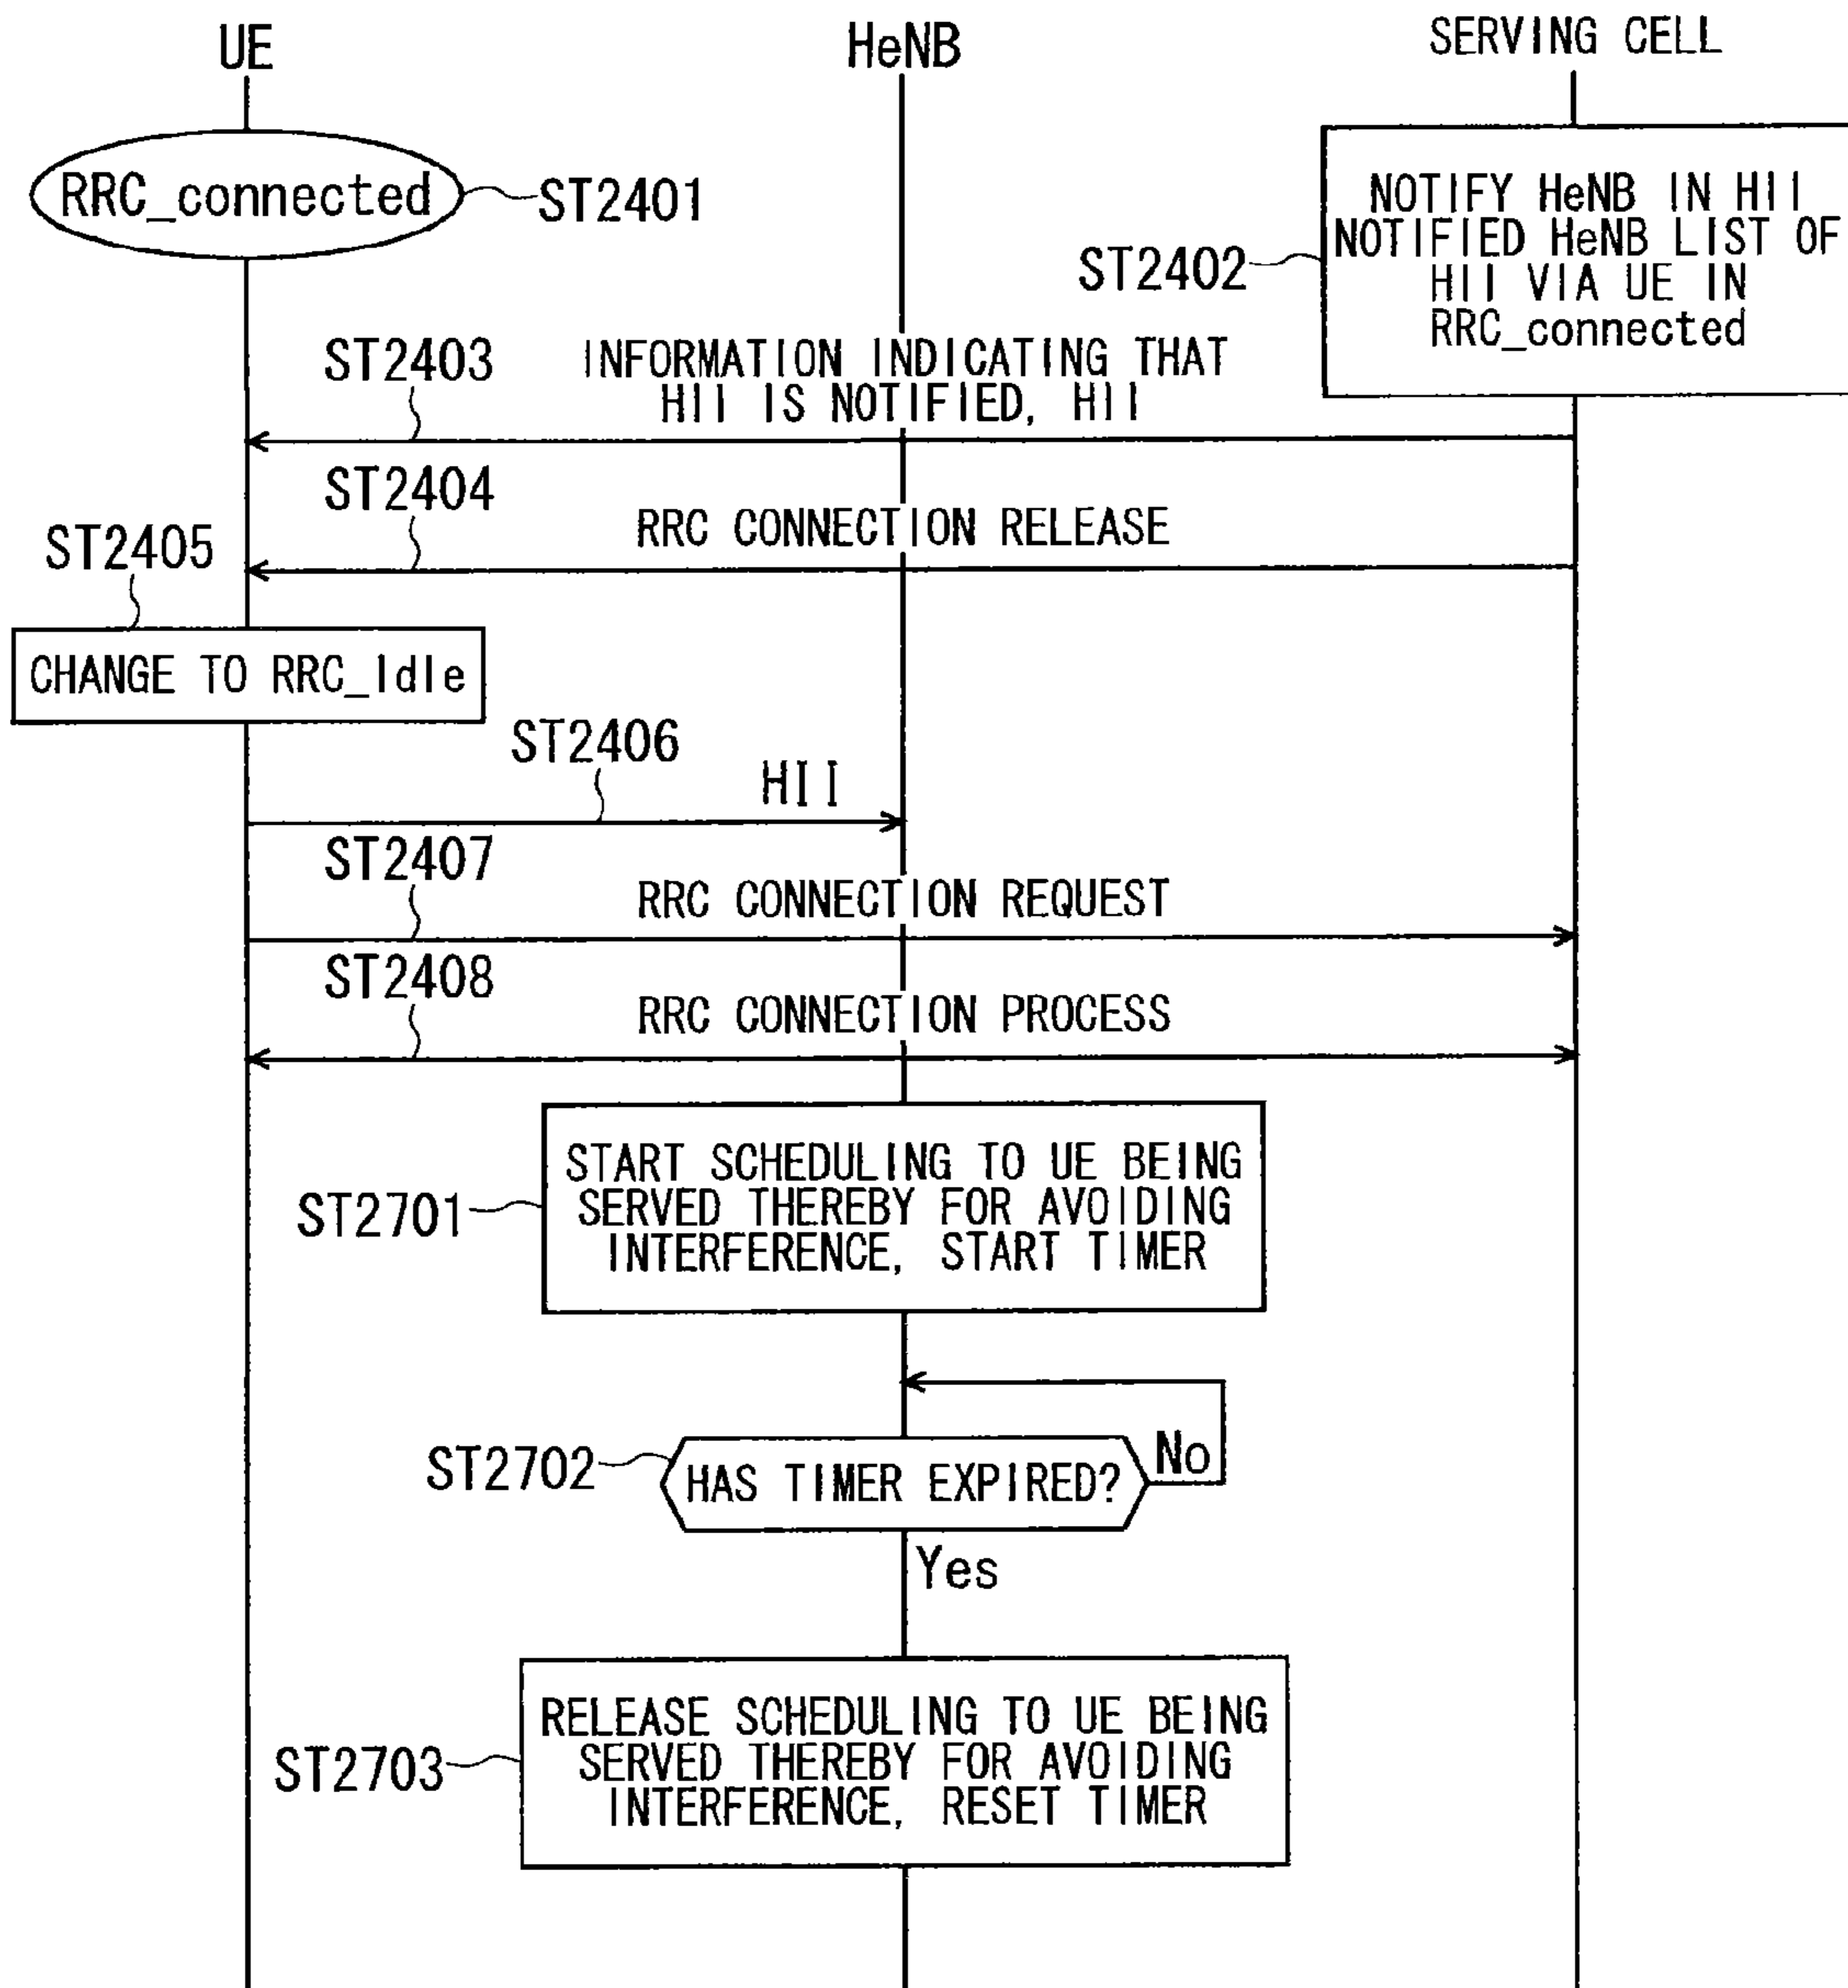 UE
HeNB
SERVING CELL
RRC_connected
ST2401
ST2402
NOTIFY HeNB IN HII
NOTIFIED HeNB LIST OF
HII VIA UE IN
RRC_connected
ST2403
INFORMATION INDICATING THAT
HII IS NOTIFIED, HII
ST2404
RRC CONNECTION RELEASE
ST2405
CHANGE TO RRC_Idle
ST2406
HII
ST2407
RRC CONNECTION REQUEST
ST2408
RRC CONNECTION PROCESS
ST2701
START SCHEDULING TO UE BEING
SERVED THEREBY FOR AVOIDING
INTERFERENCE, START TIMER
ST2702
HAS TIMER EXPIRED?
No
Yes
ST2703
RELEASE SCHEDULING TO UE BEING
SERVED THEREBY FOR AVOIDING
INTERFERENCE, RESET TIMER